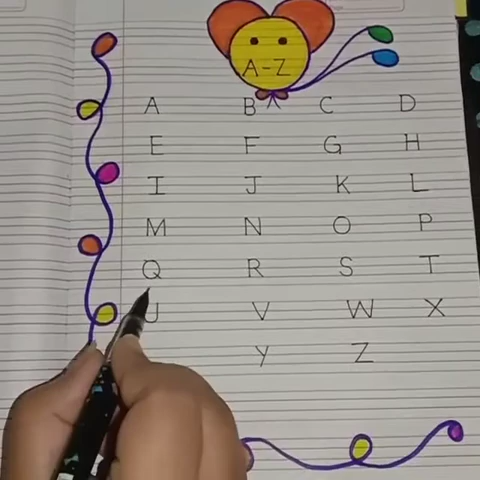 A-Z
A B C D
E F G H
I J K L
M N O P
Q R S T
U V W X
Y Z